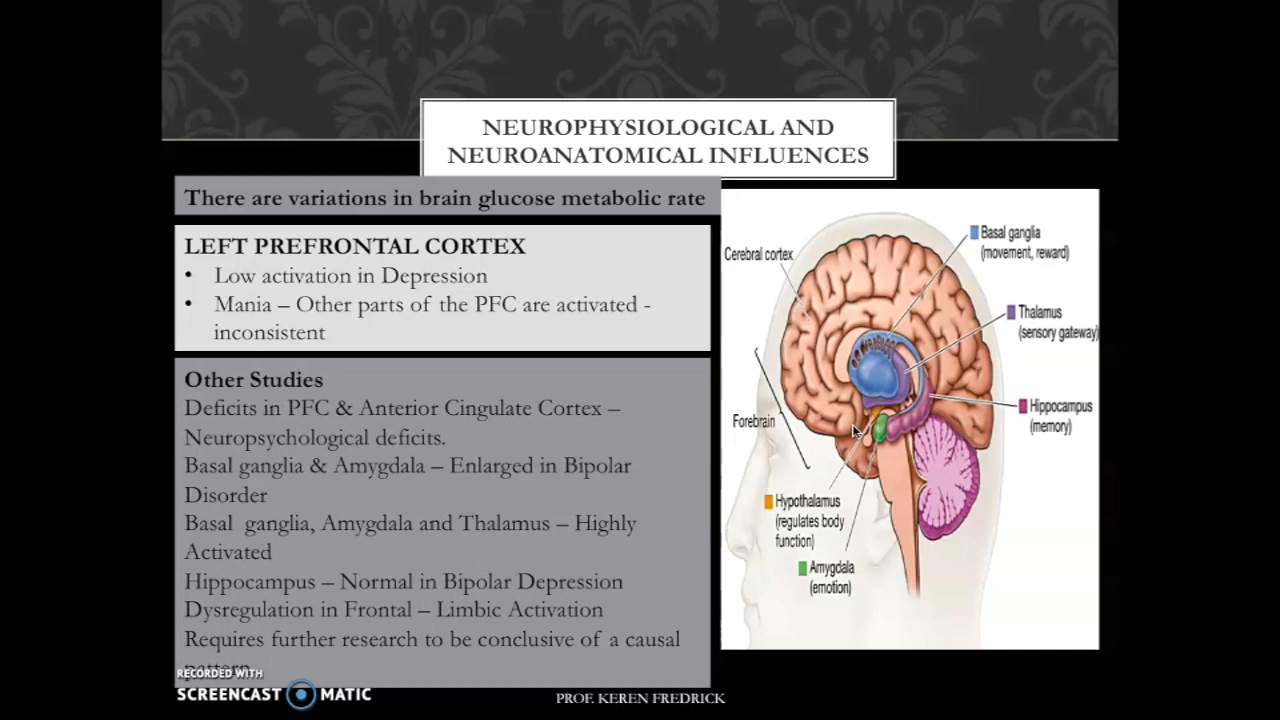 NEUROPHYSIOLOGICAL AND
NEUROANATOMICAL INFLUENCES
There are variations in brain glucose metabolic rate
LEFT PREFRONTAL CORTEX
• Low activation in Depression
• Mania – Other parts of the PFC are activated -
inconsistent
Other Studies
Deficits in PFC & Anterior Cingulate Cortex –
Neuropsychological deficits.
Basal ganglia & Amygdala – Enlarged in Bipolar
Disorder
Basal ganglia, Amygdala and Thalamus – Highly
Activated
Hippocampus – Normal in Bipolar Depression
Dysregulation in Frontal – Limbic Activation
Requires further research to be conclusive of a causal
pattern
Cerebral cortex
Basal ganglia
(movement, reward)
Thalamus
(sensory gateway)
Hippocampus
(memory)
Forebrain
Hypothalamus
(regulates body
function)
Amygdala
(emotion)
RECORDED WITH
SCREENCAST MATIC
PROF. KEREN FREDRICK